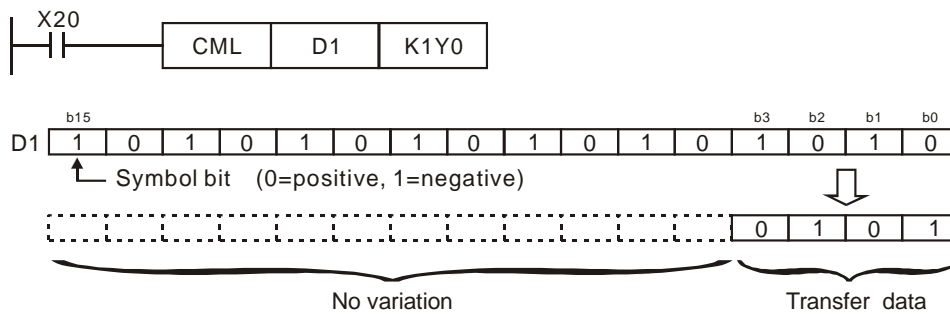 X20
CML D1 K1Y0
b15 b3 b2 b1 b0
D1 1 0 1 0 1 0 1 0 1 0 1 0 1 0 1 0
Symbol bit (0=positive, 1=negative)
0 1 0 1
No variation Transfer data